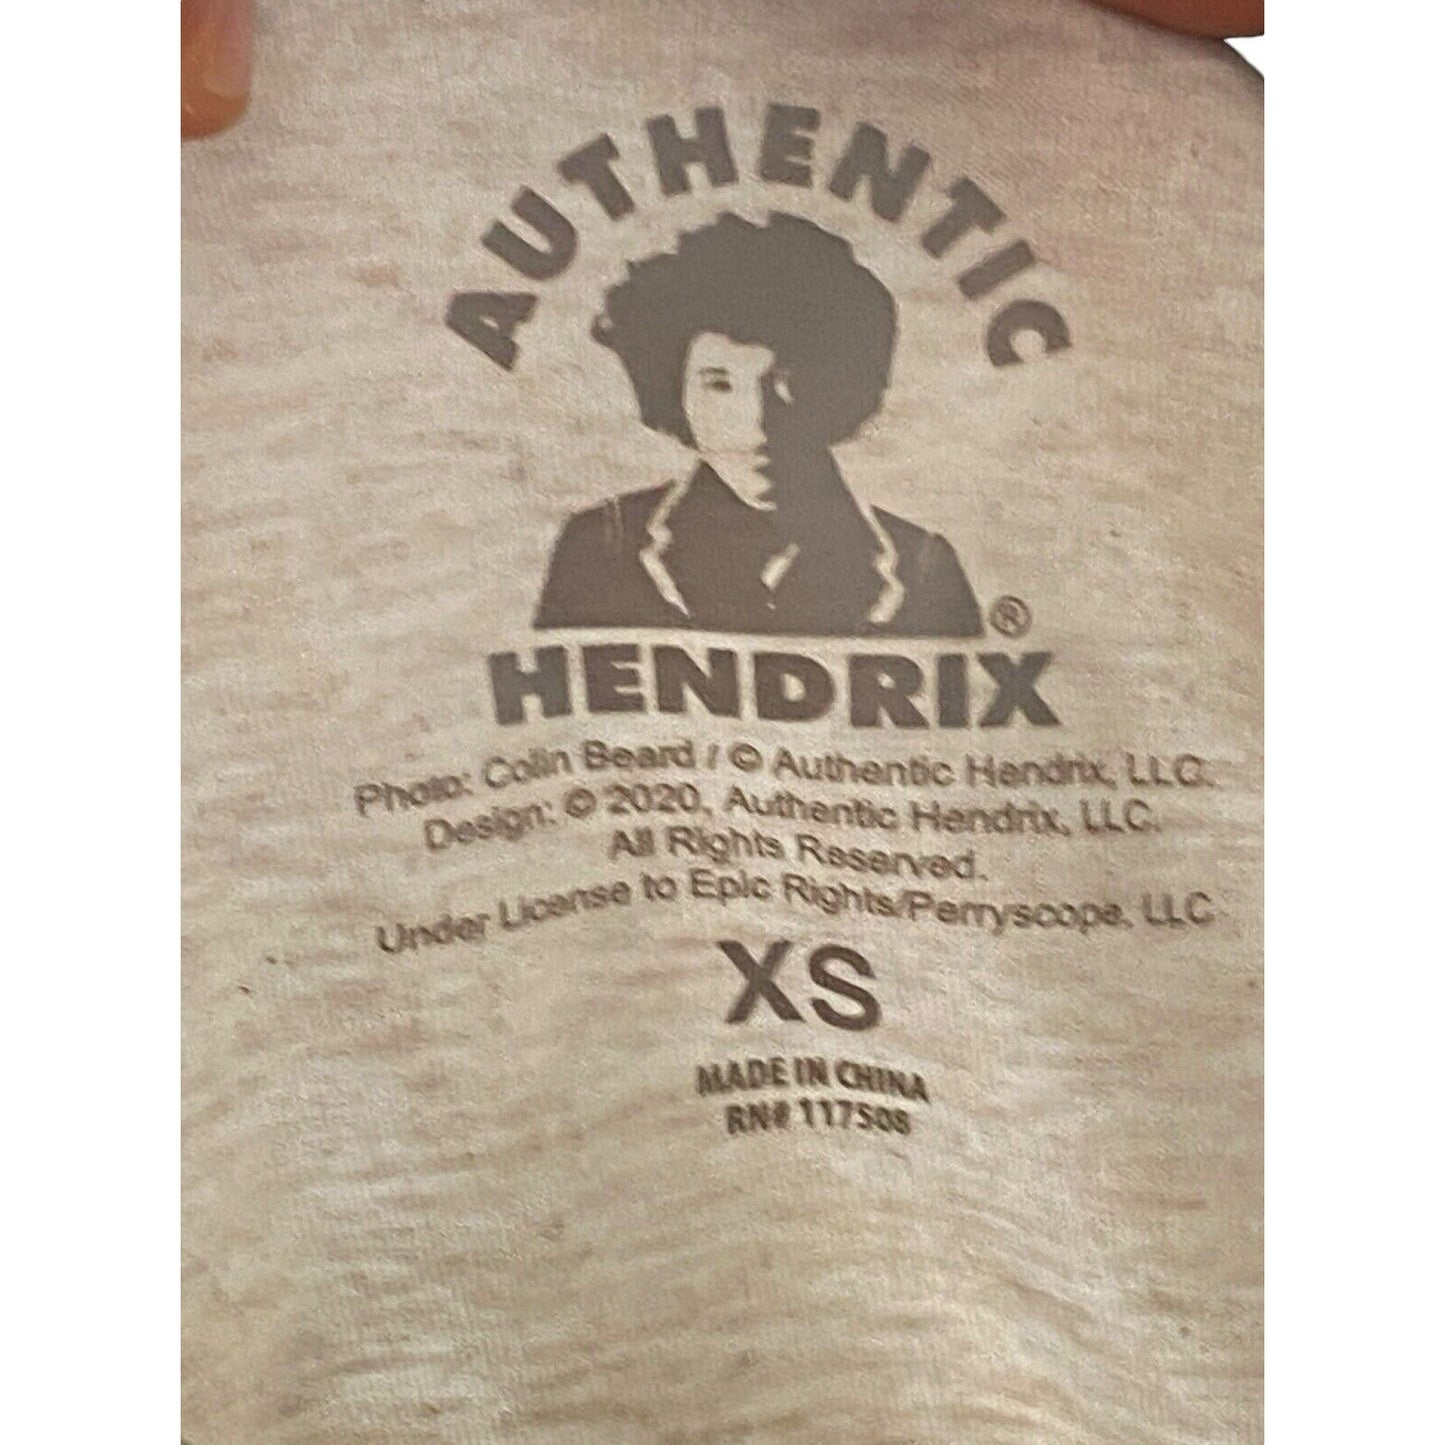 AUTHENTIC
®
HENDRIX
Photo: Colin Beard / © Authentic Hendrix, LLC.
Design: © 2020, Authentic Hendrix, LLC.
All Rights Reserved.
Under License to Epic Rights/Perryscope, LLC
XS
MADE IN CHINA
RN# 117508